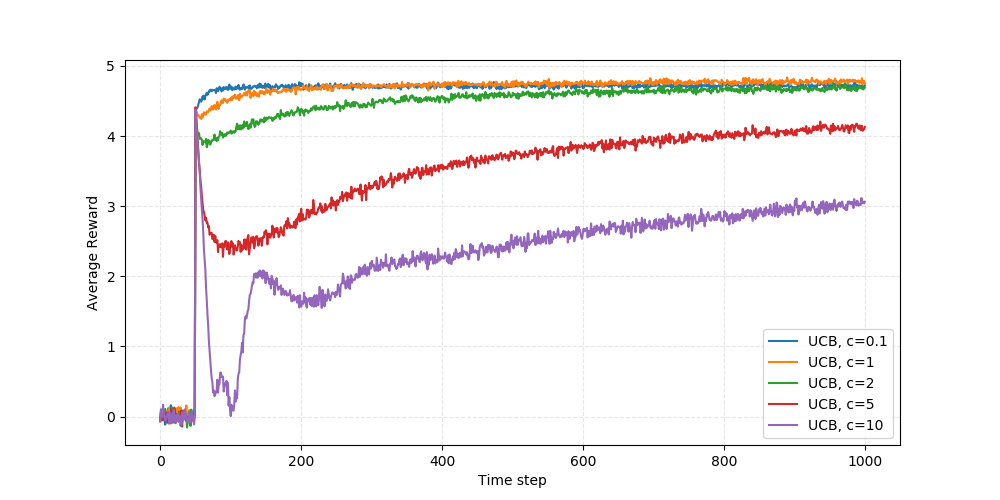 5
4
3
2
1
0
Average Reward
0 200 400 600 800 1000
Time step
UCB, c=0.1
UCB, c=1
UCB, c=2
UCB, c=5
UCB, c=10